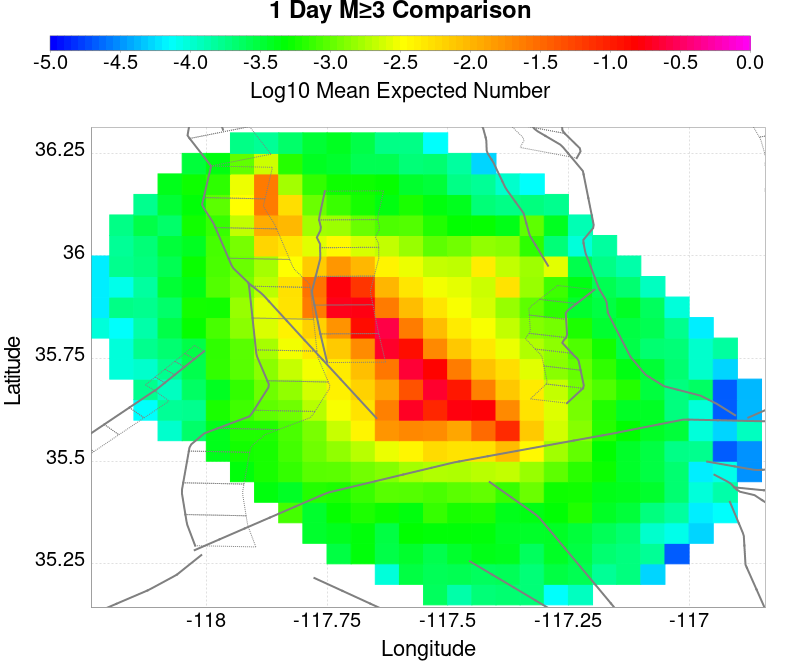 1 Day M≥3 Comparison
-5.0 -4.5 -4.0 -3.5 -3.0 -2.5 -2.0 -1.5 -1.0 -0.5 0.0
Log10 Mean Expected Number
36.25
36
35.75
35.5
35.25
Latitude
-118 -117.75 -117.5 -117.25 -117
Longitude